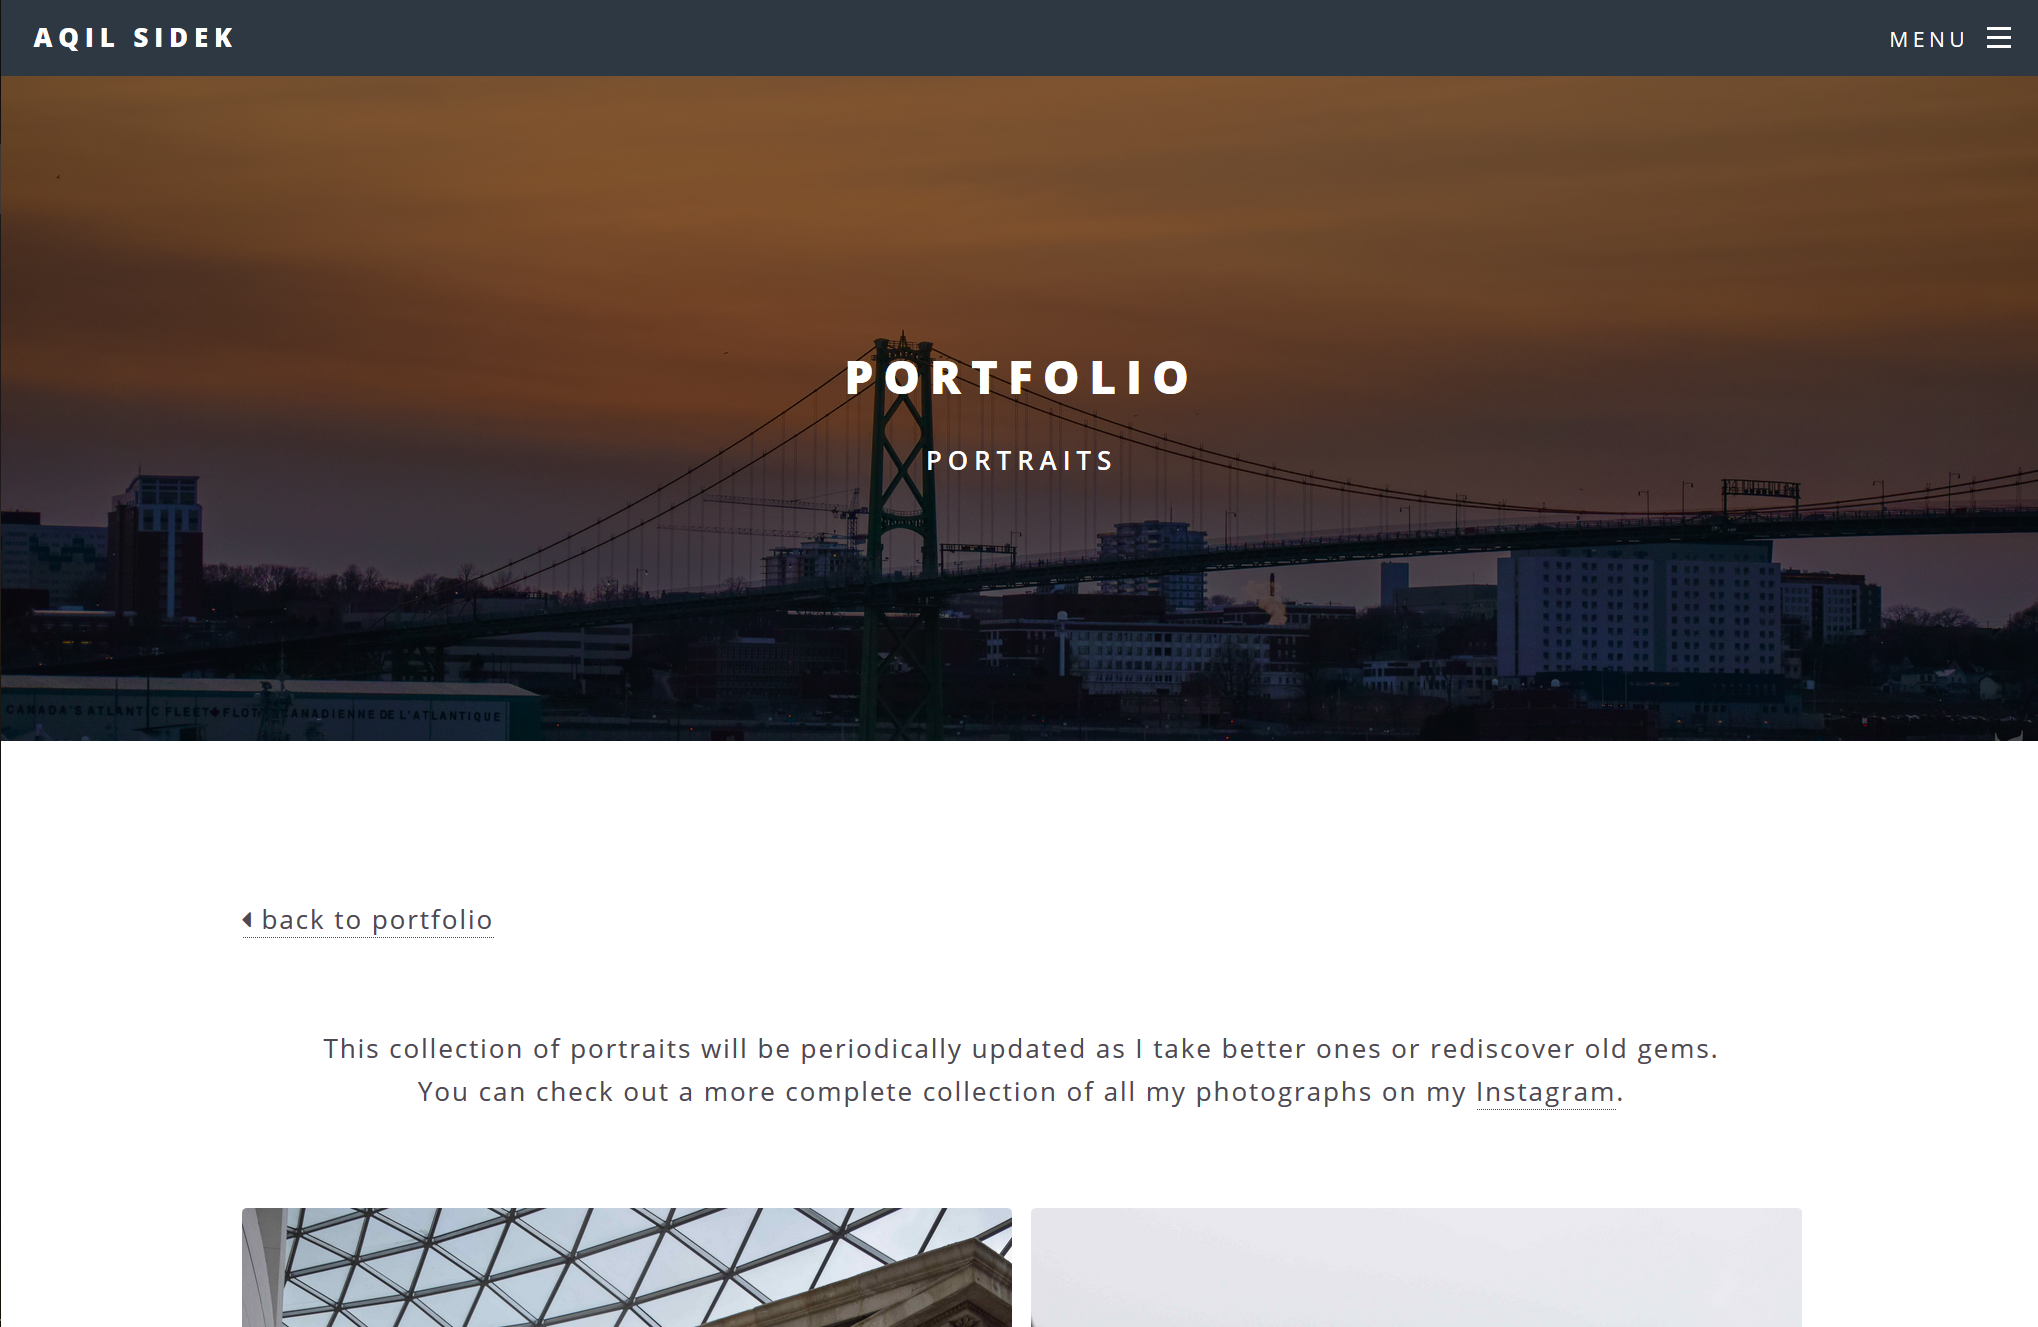 AQIL SIDEK
MENU
PORTFOLIO
PORTRAITS
CANADA'S ATLANTIC FLEET FLOT CANADIENNE DE L'ATLANTIQUE
back to portfolio
This collection of portraits will be periodically updated as I take better ones or rediscover old gems.
You can check out a more complete collection of all my photographs on my Instagram.